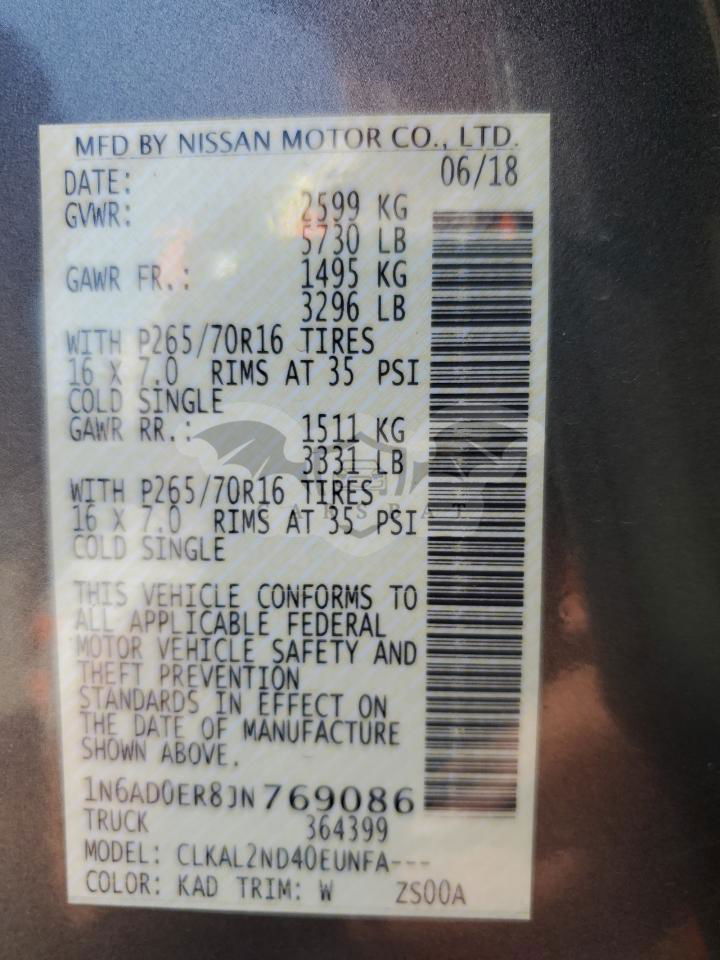 MFD BY NISSAN MOTOR CO., LTD.
DATE: 06/18
GVWR: 2599 KG
5730 LB
GAWR FR.: 1495 KG
3296 LB
WITH P265/70R16 TIRES
16 X 7.0 RIMS AT 35 PSI
COLD SINGLE
GAWR RR.: 1511 KG
3331 LB
WITH P265/70R16 TIRES
16 X 7.0 RIMS AT 35 PSI
COLD SINGLE
CARSBAT
THIS VEHICLE CONFORMS TO
ALL APPLICABLE FEDERAL
MOTOR VEHICLE SAFETY AND
THEFT PREVENTION
STANDARDS IN EFFECT ON
THE DATE OF MANUFACTURE
SHOWN ABOVE.
1N6AD0ER8JN769086
TRUCK 364399
MODEL: CLKAL2ND40EUNFA---
COLOR: KAD TRIM: W ZS00A